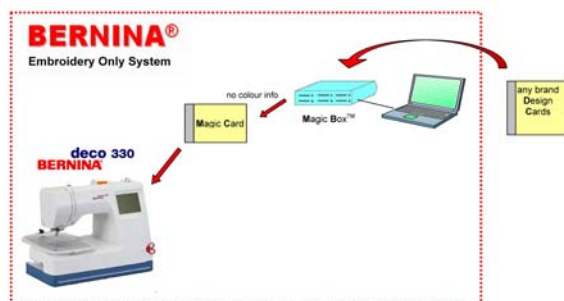 BERNINA®
Embroidery Only System
no colour info
Magic Card
Magic Box™
any brand
Design
Cards
deco 330
BERNINA